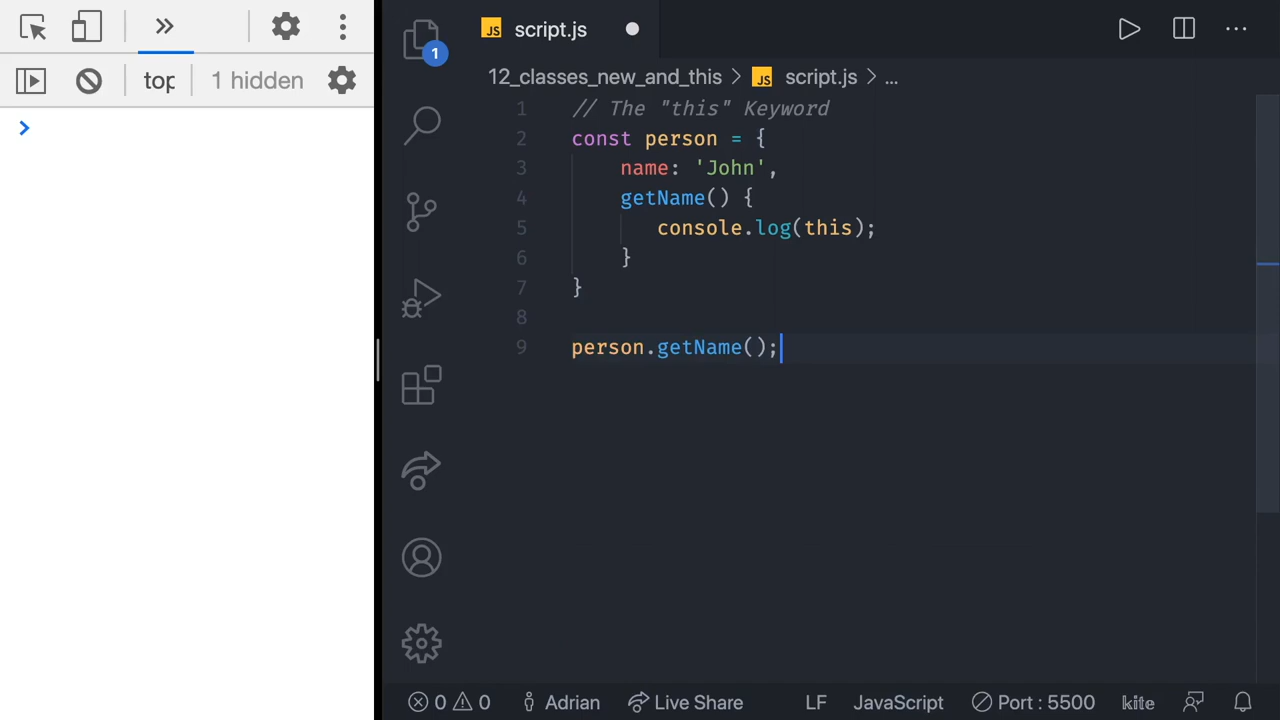 top 1 hidden
>
1
JS script.js
12_classes_new_and_this > JS script.js > ...
1 // The "this" Keyword
2 const person = {
3 name: 'John',
4 getName() {
5 console.log(this);
6 }
7 }
8
9 person.getName();
0 0 Adrian Live Share LF JavaScript Port : 5500 kite